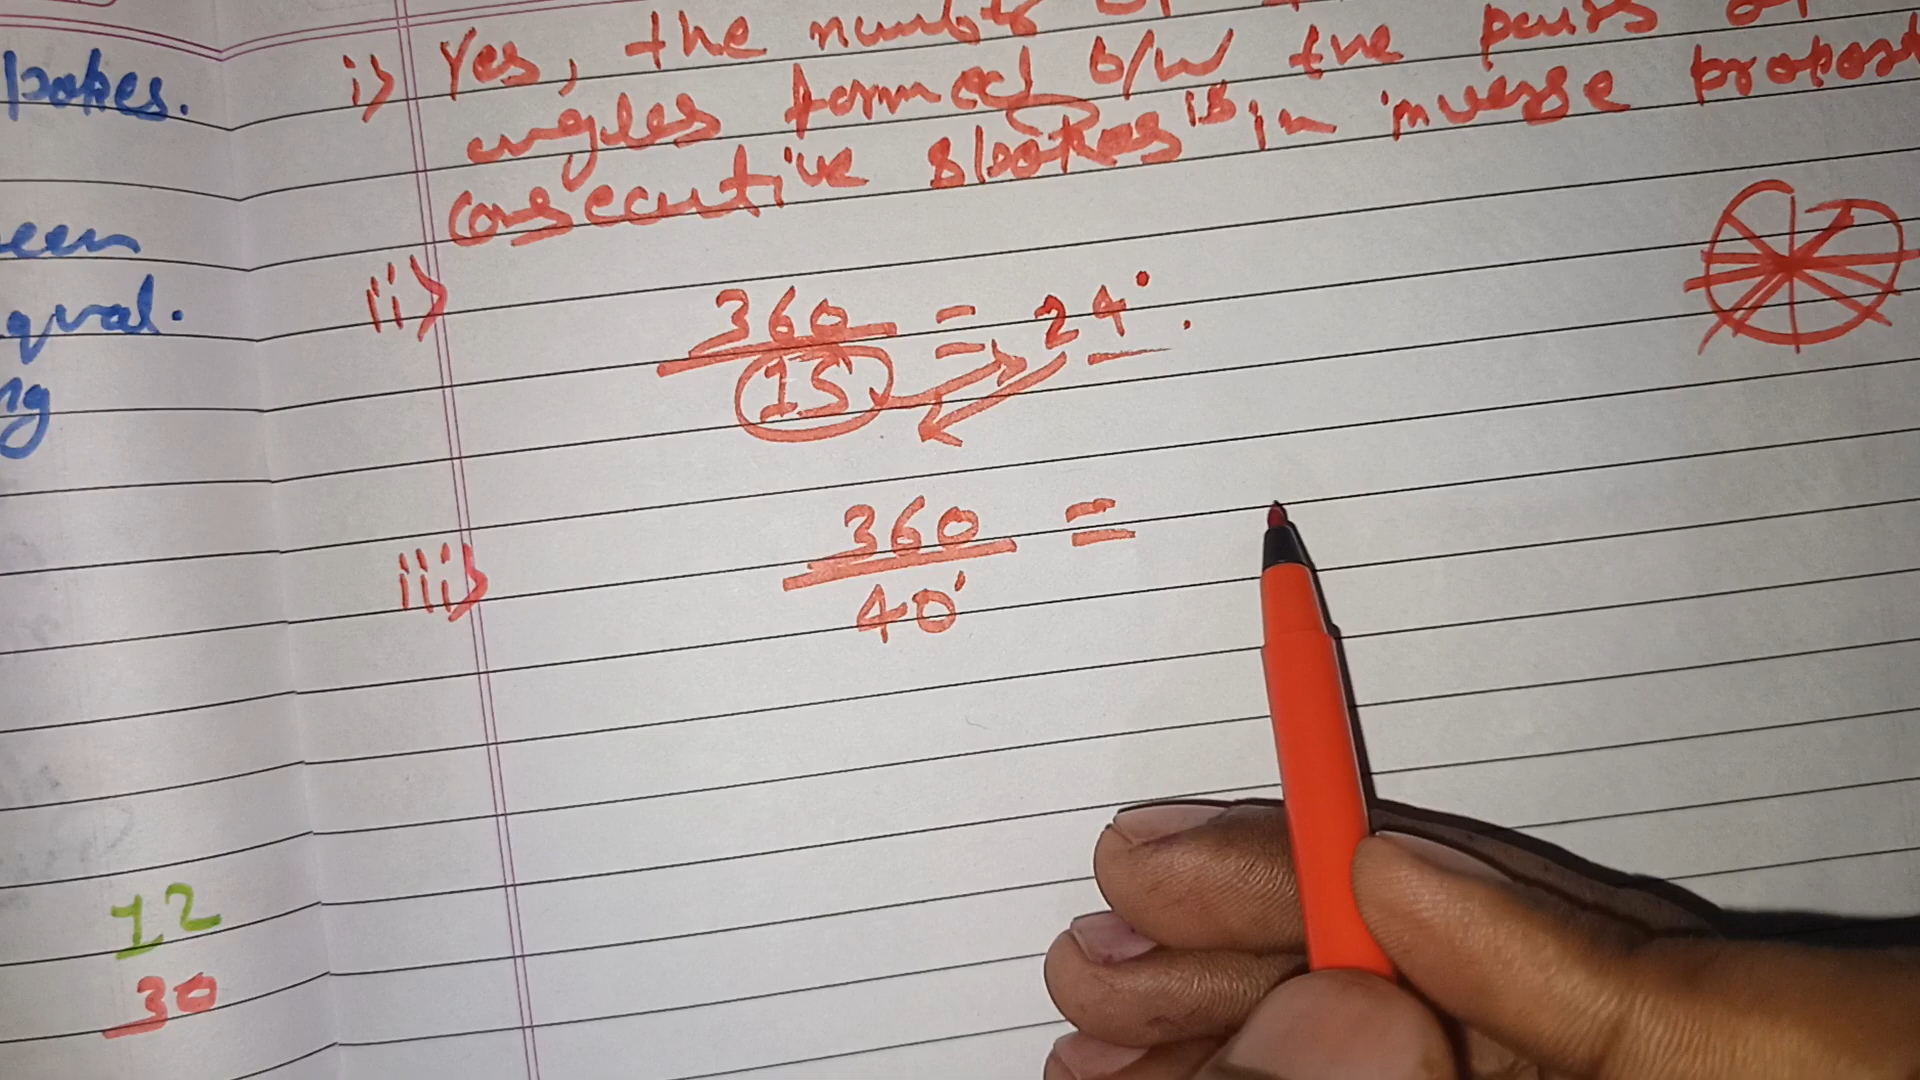 i) Yes, the number of
angles formed b/w the pairs of
consecutive spokes is in inverse proport
ii) 360 = 24°.
15
iii) 360 =
40°
pokes.
een
qual.
ng
12
30